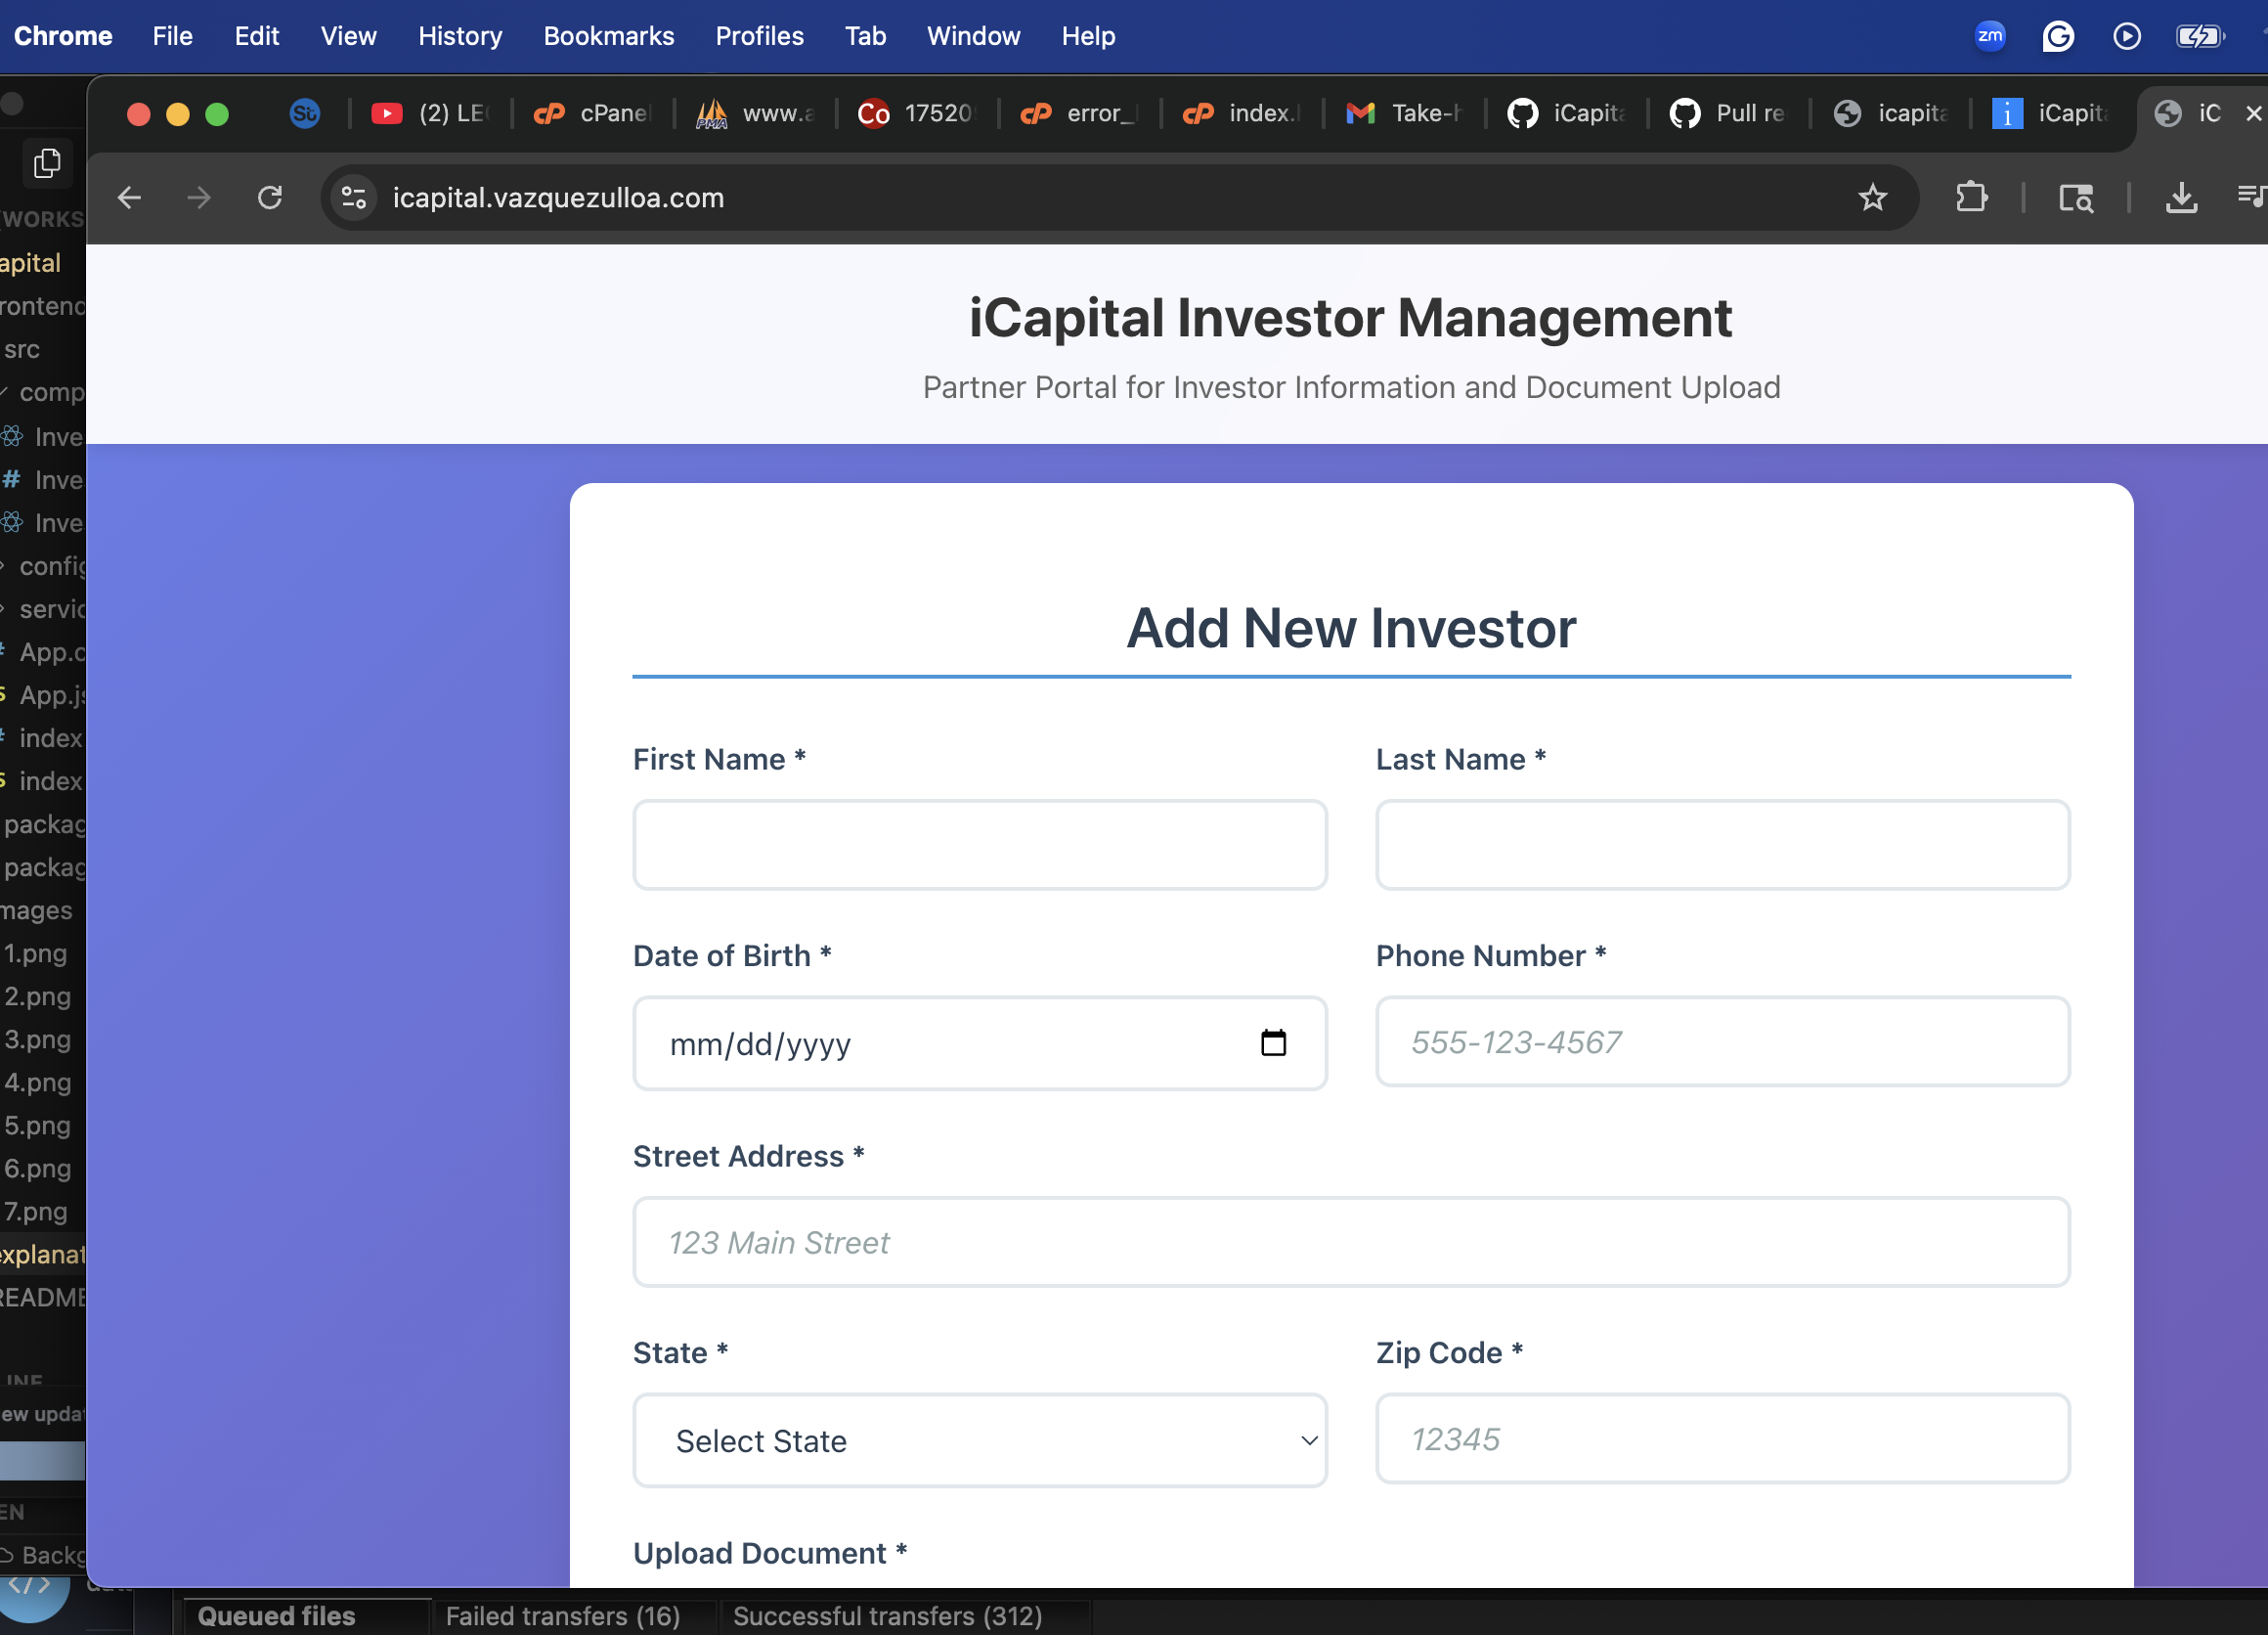 Chrome File Edit View History Bookmarks Profiles Tab Window Help
zm
(2) LE
cPanel
PMA
www.a
Co
17520
error_
index.
Take-h
iCapita
Pull re
icapita
iCapita
iC
icapital.vazquezulloa.com
WORKS
apital
src
comp
Inve
# Inve
Inve
config
servic
App.c
App.js
index
index
packag
packag
mages
1.png
2.png
3.png
4.png
5.png
6.png
7.png
explanat
README
ew updat
EN
Backg
iCapital Investor Management
Partner Portal for Investor Information and Document Upload
Add New Investor
First Name *
Last Name *
Date of Birth *
Phone Number *
mm/dd/yyyy
555-123-4567
Street Address *
123 Main Street
State *
Zip Code *
Select State
12345
Upload Document *
Queued files
Failed transfers (16)
Successful transfers (312)